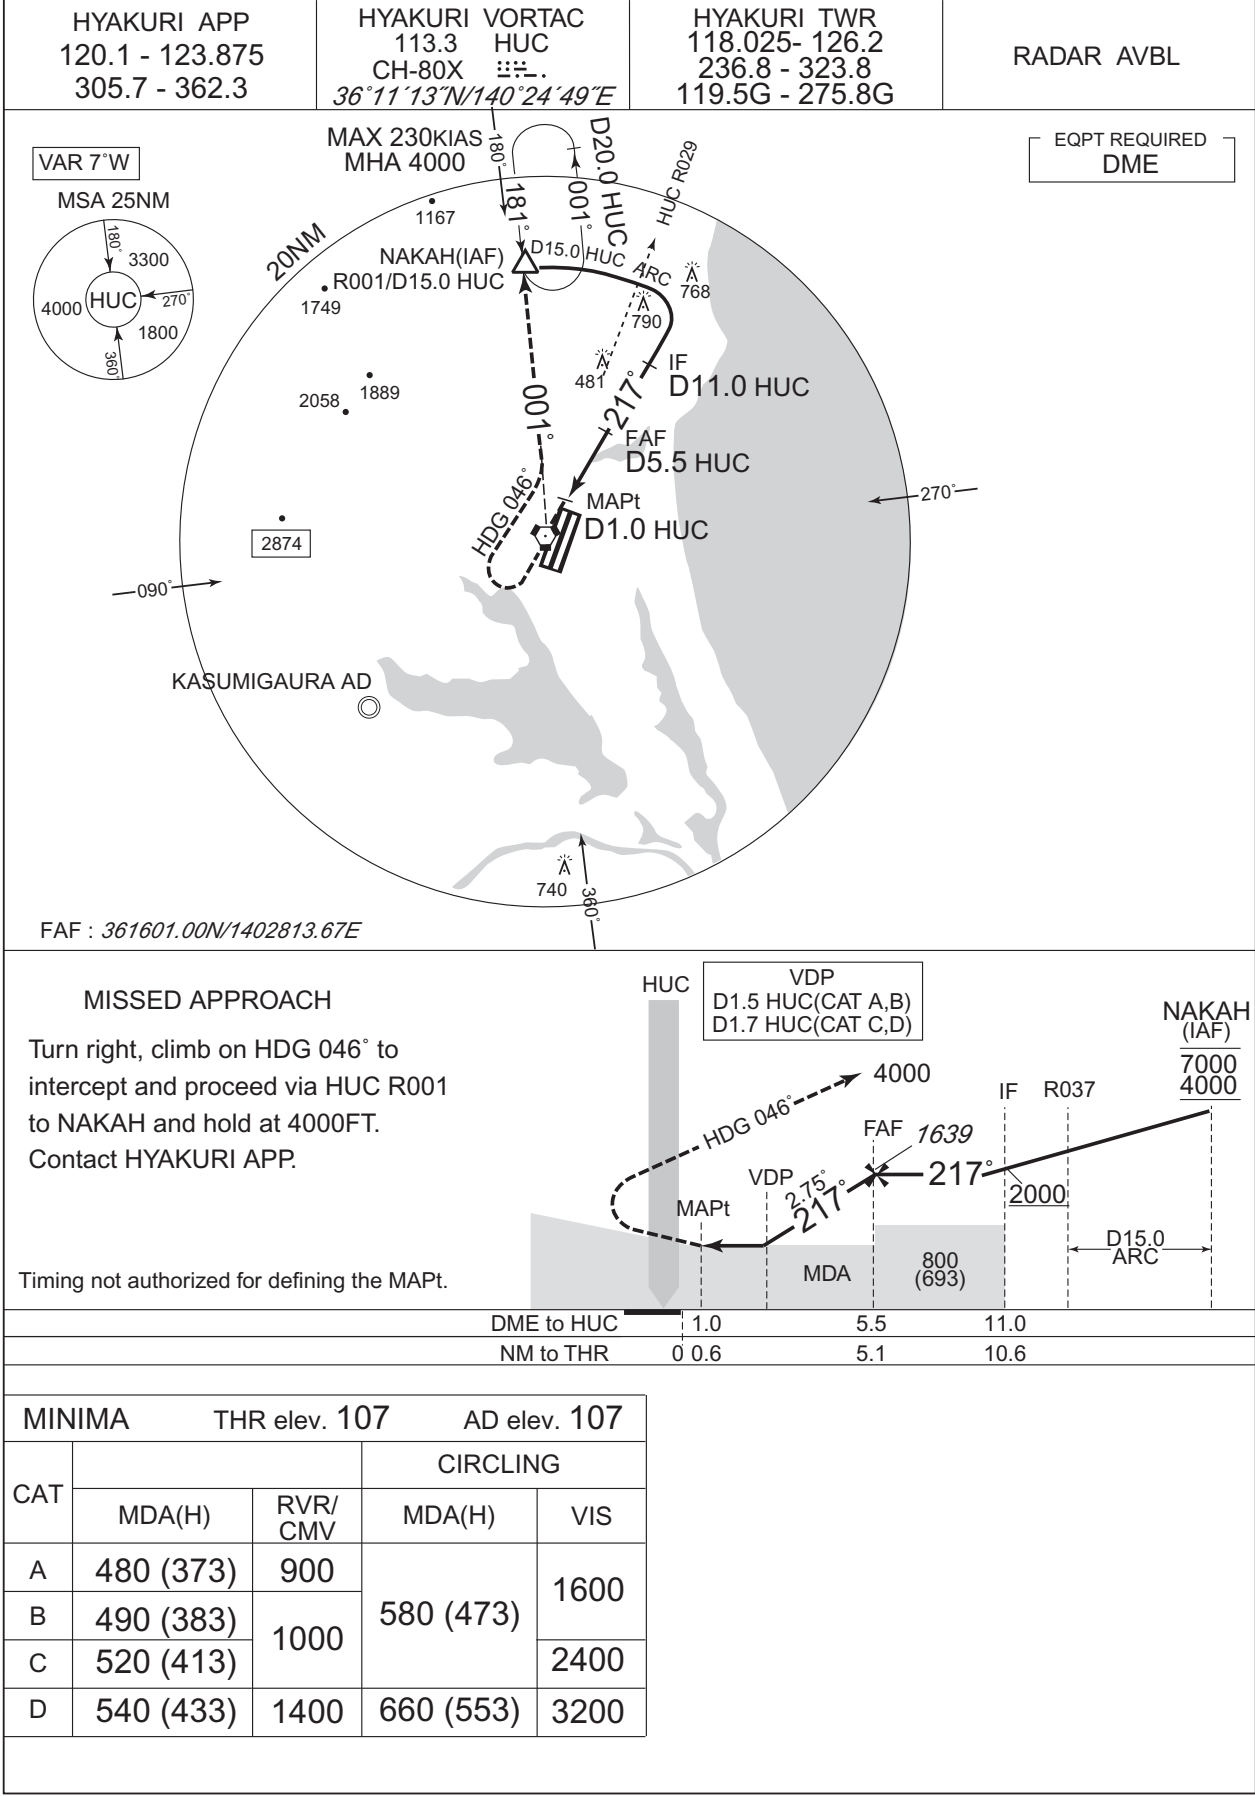 HYAKURI APP
120.1 - 123.875
305.7 - 362.3
HYAKURI VORTAC
113.3 HUC
CH-80X
36°11´13˝N/140°24´49˝E
HYAKURI TWR
118.025- 126.2
236.8 - 323.8
119.5G - 275.8G
RADAR AVBL
VAR 7°W
MSA 25NM
180°
3300
4000
HUC
270°
1800
360°
MAX 230KIAS
MHA 4000
180°
181°
001°
D20.0 HUC
HUC R029
EQPT REQUIRED
DME
20NM
1167
NAKAH(IAF)
R001/D15.0 HUC
D15.0 HUC ARC
768
1749
790
481
IF
D11.0 HUC
2058
1889
001°
217°
FAF
D5.5 HUC
HDG 046°
MAPt
D1.0 HUC
270°
2874
090°
KASUMIGAURA AD
740
360°
FAF : 361601.00N/1402813.67E
MISSED APPROACH
Turn right, climb on HDG 046° to
intercept and proceed via HUC R001
to NAKAH and hold at 4000FT.
Contact HYAKURI APP.
Timing not authorized for defining the MAPt.
HUC
VDP
D1.5 HUC(CAT A,B)
D1.7 HUC(CAT C,D)
NAKAH
(IAF)
7000
4000
4000
HDG 046°
IF
R037
FAF
1639
VDP
2.75°
217°
217°
2000
MAPt
MDA
800
(693)
D15.0
ARC
DME to HUC 1.0 5.5 11.0
NM to THR 0 0.6 5.1 10.6
MINIMA THR elev. 107 AD elev. 107
CAT
CIRCLING
MDA(H)
RVR/
CMV
MDA(H)
VIS
A 480 (373) 900 580 (473) 1600
B 490 (383) 1000
C 520 (413) 2400
D 540 (433) 1400 660 (553) 3200